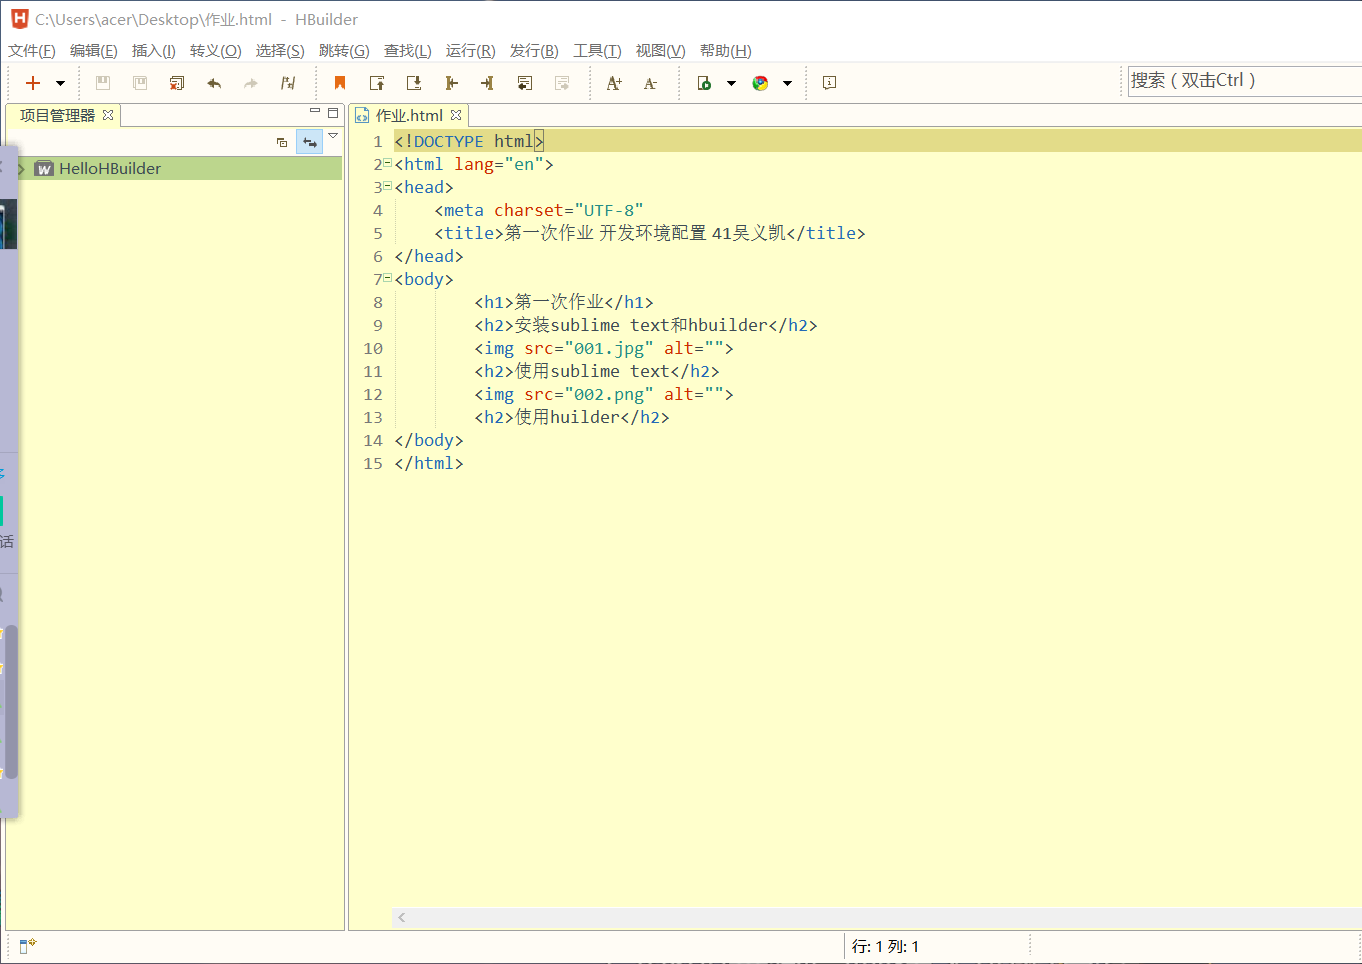 C:\Users\acer\Desktop\作业.html - HBuilder
文件(F) 编辑(E) 插入(I) 转义(O) 选择(S) 跳转(G) 查找(L) 运行(R) 发行(B) 工具(T) 视图(V) 帮助(H)
搜索（双击Ctrl）
项目管理器
作业.html
HelloHBuilder
1 <!DOCTYPE html>
2 <html lang="en">
3 <head>
4 <meta charset="UTF-8"
5 <title>第一次作业 开发环境配置 41吴义凯</title>
6 </head>
7 <body>
8 <h1>第一次作业</h1>
9 <h2>安装sublime text和hbuilder</h2>
10 <img src="001.jpg" alt="">
11 <h2>使用sublime text</h2>
12 <img src="002.png" alt="">
13 <h2>使用huilder</h2>
14 </body>
15 </html>
话
行: 1 列: 1